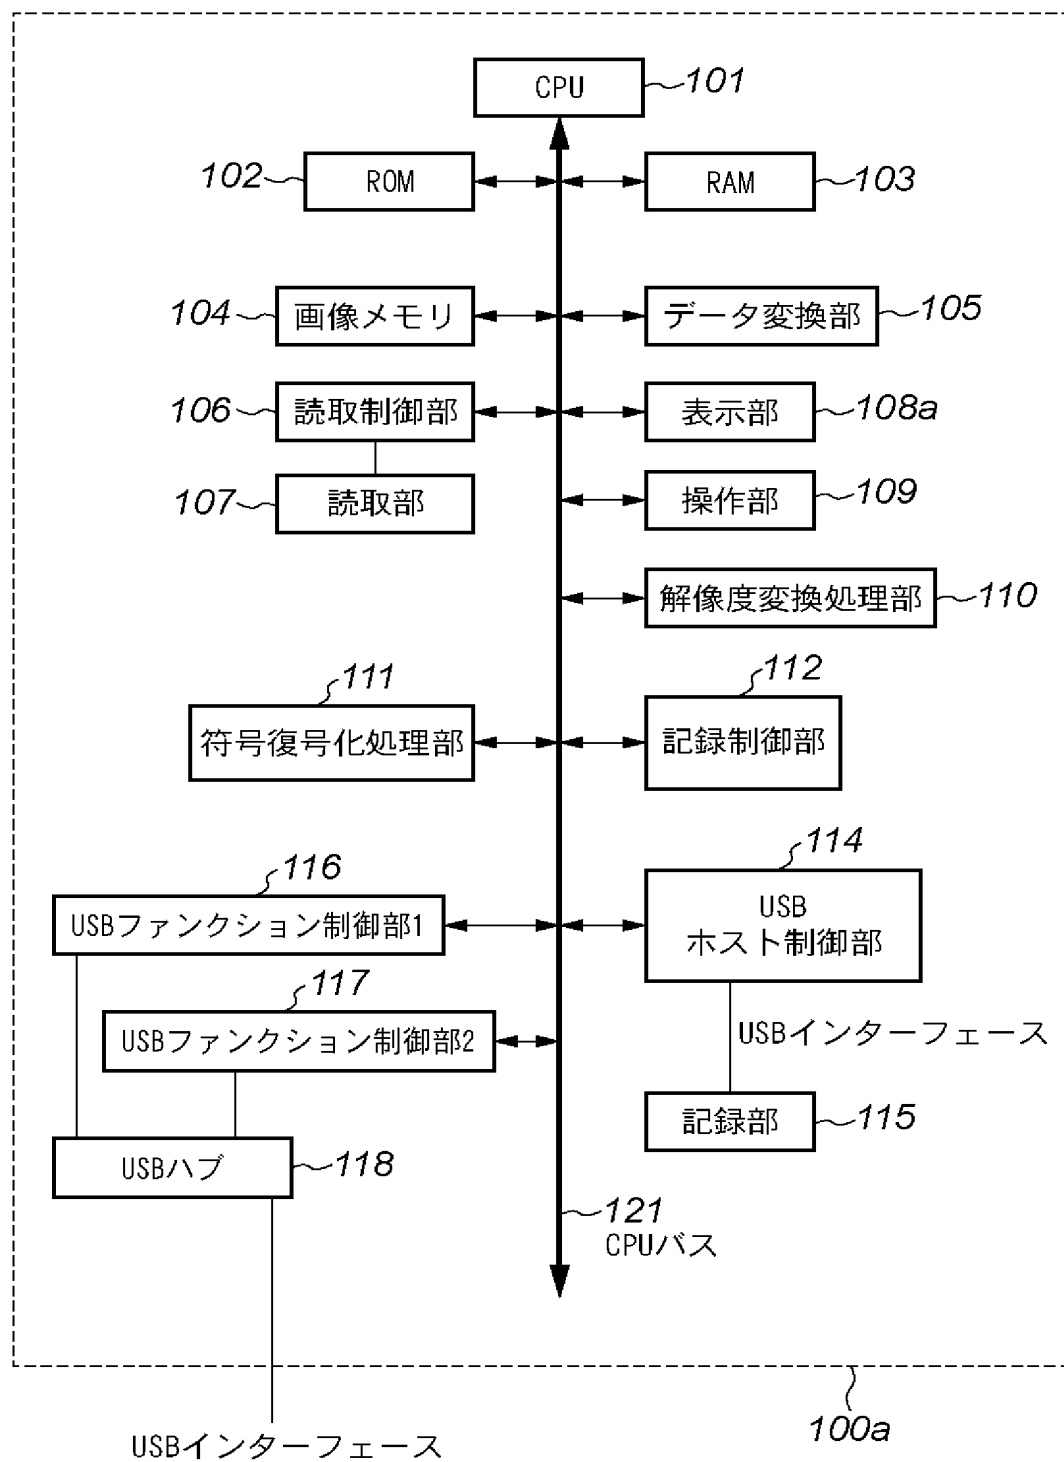 CPU
101
102
ROM
RAM
103
104
画像メモリ
データ変換部
105
106
読取制御部
表示部
108a
107
読取部
操作部
109
解像度変換処理部
110
111
符号復号化処理部
112
記録制御部
116
USBファンクション制御部1
114
USB
ホスト制御部
117
USBファンクション制御部2
USBインターフェース
記録部
115
USBハブ
118
121
CPUバス
100a
USBインターフェース